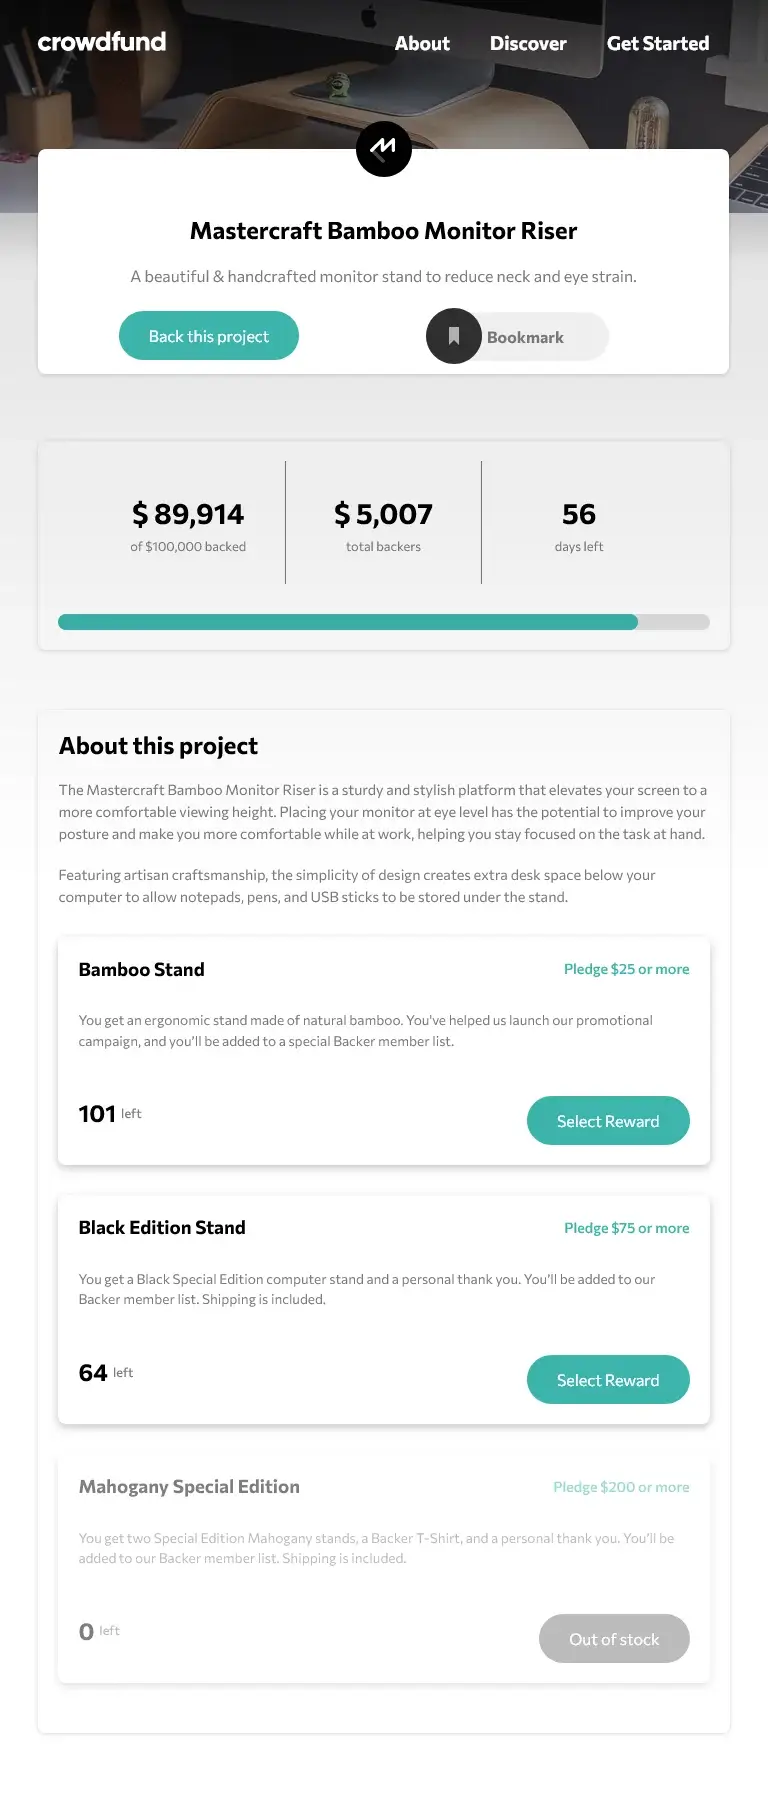 crowdfund
About Discover Get Started
Mastercraft Bamboo Monitor Riser
A beautiful & handcrafted monitor stand to reduce neck and eye strain.
Back this project
Bookmark
$ 89,914 $ 5,007 56
of $100,000 backed total backers days left
About this project
The Mastercraft Bamboo Monitor Riser is a sturdy and stylish platform that elevates your screen to a
more comfortable viewing height. Placing your monitor at eye level has the potential to improve your
posture and make you more comfortable while at work, helping you stay focused on the task at hand.
Featuring artisan craftsmanship, the simplicity of design creates extra desk space below your
computer to allow notepads, pens, and USB sticks to be stored under the stand.
Bamboo Stand Pledge $25 or more
You get an ergonomic stand made of natural bamboo. You've helped us launch our promotional
campaign, and you'll be added to a special Backer member list.
101 left Select Reward
Black Edition Stand Pledge $75 or more
You get a Black Special Edition computer stand and a personal thank you. You'll be added to our
Backer member list. Shipping is included.
64 left Select Reward
Mahogany Special Edition Pledge $200 or more
You get two Special Edition Mahogany stands, a Backer T-Shirt, and a personal thank you. You'll be
added to our Backer member list. Shipping is included.
0 left Out of stock